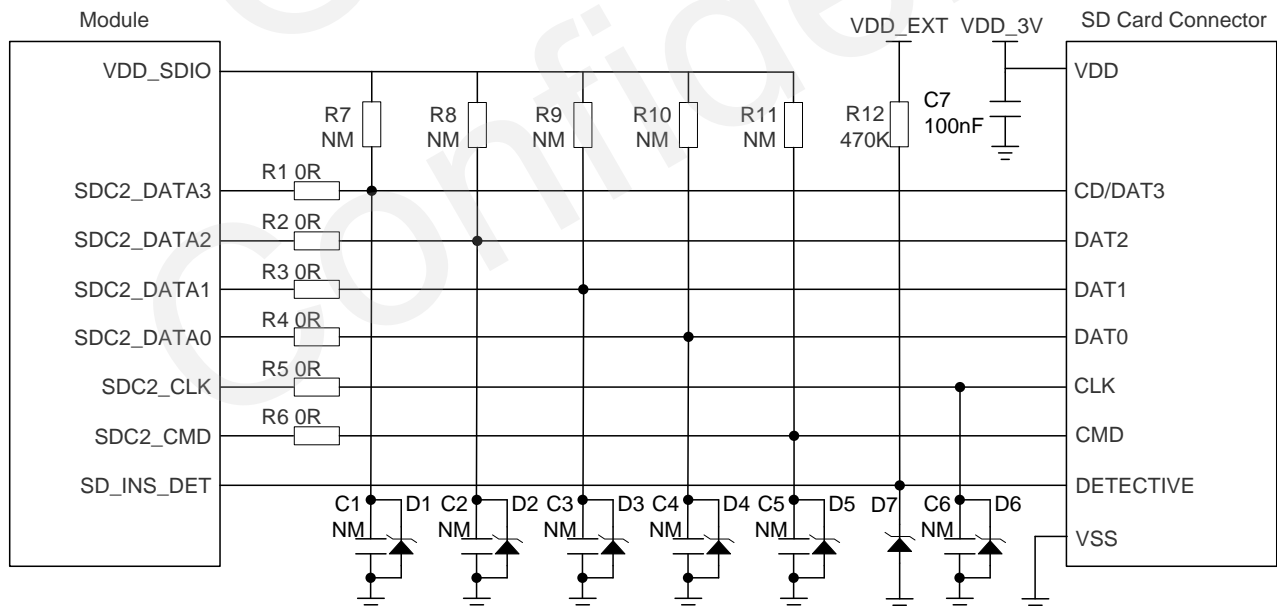 Module
SD Card Connector
VDD_EXT VDD_3V
VDD_SDIO
VDD
R7
NM
R8
NM
R9
NM
R10
NM
R11
NM
R12
470K
C7
100nF
R1 0R
SDC2_DATA3
CD/DAT3
R2 0R
SDC2_DATA2
DAT2
R3 0R
SDC2_DATA1
DAT1
R4 0R
SDC2_DATA0
DAT0
R5 0R
SDC2_CLK
CLK
R6 0R
SDC2_CMD
CMD
SD_INS_DET
DETECTIVE
C1
NM
D1
C2
NM
D2
C3
NM
D3
C4
NM
D4
C5
NM
D5
D7
C6
NM
D6
VSS